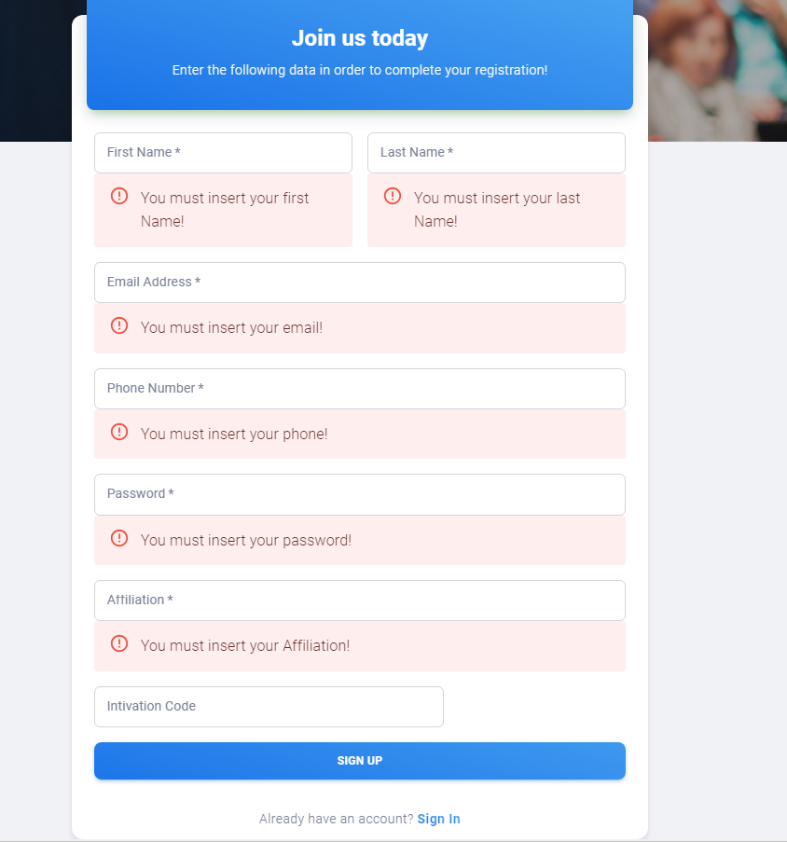 Join us today
Enter the following data in order to complete your registration!
First Name *
Last Name *
You must insert your first
Name!
You must insert your last
Name!
Email Address *
You must insert your email!
Phone Number *
You must insert your phone!
Password *
You must insert your password!
Affiliation *
You must insert your Affiliation!
Intivation Code
SIGN UP
Already have an account? Sign In